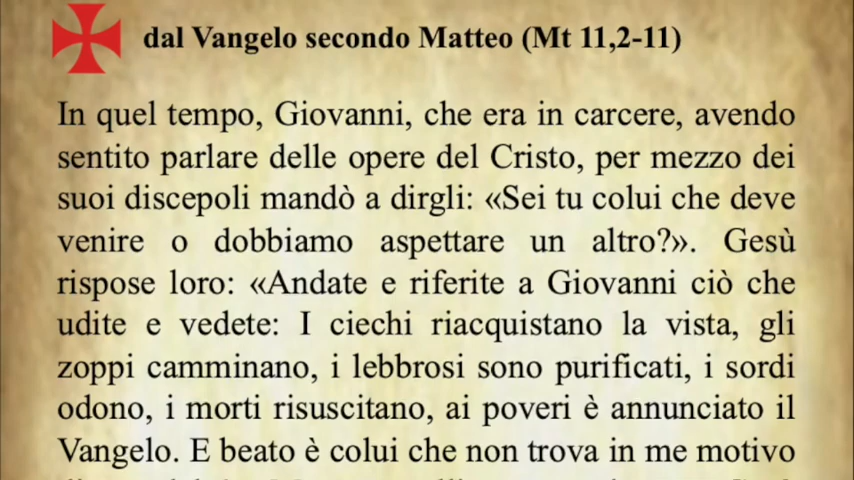 dal Vangelo secondo Matteo (Mt 11,2-11)
In quel tempo, Giovanni, che era in carcere, avendo
sentito parlare delle opere del Cristo, per mezzo dei
suoi discepoli mandò a dirgli: «Sei tu colui che deve
venire o dobbiamo aspettare un altro?». Gesù
rispose loro: «Andate e riferite a Giovanni ciò che
udite e vedete: I ciechi riacquistano la vista, gli
zoppi camminano, i lebbrosi sono purificati, i sordi
odono, i morti risuscitano, ai poveri è annunciato il
Vangelo. E beato è colui che non trova in me motivo